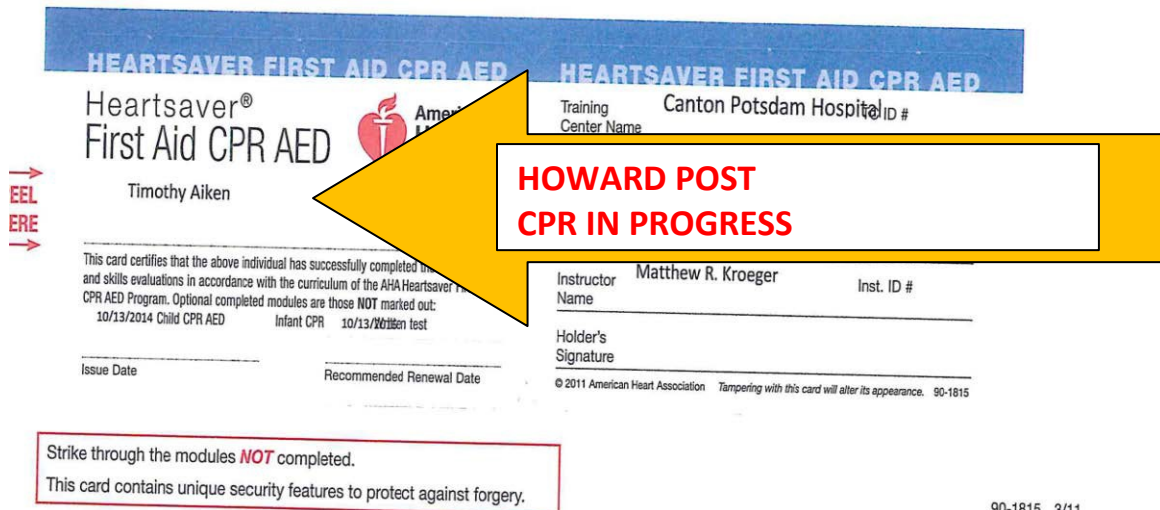 HEARTSAVER FIRST AID CPR AED
Heartsaver®
First Aid CPR AED
Timothy Aiken
EEL
ERE
This card certifies that the above individual has successfully completed
and skills evaluations in accordance with the curriculum of the AHA Heartsaver
CPR AED Program. Optional completed modules are those NOT marked out:
10/13/2014 Child CPR AED Infant CPR
Issue Date Recommended Renewal Date
HEARTSAVER FIRST AID CPR AED
Training Center Name Canton Potsdam Hospital ID #
HOWARD POST
CPR IN PROGRESS
Instructor Name Matthew R. Kroeger Inst. ID #
Holder's
Signature
© 2011 American Heart Association Tampering with this card will alter its appearance. 90-1815
Strike through the modules NOT completed.
This card contains unique security features to protect against forgery.
90-1815 3/11